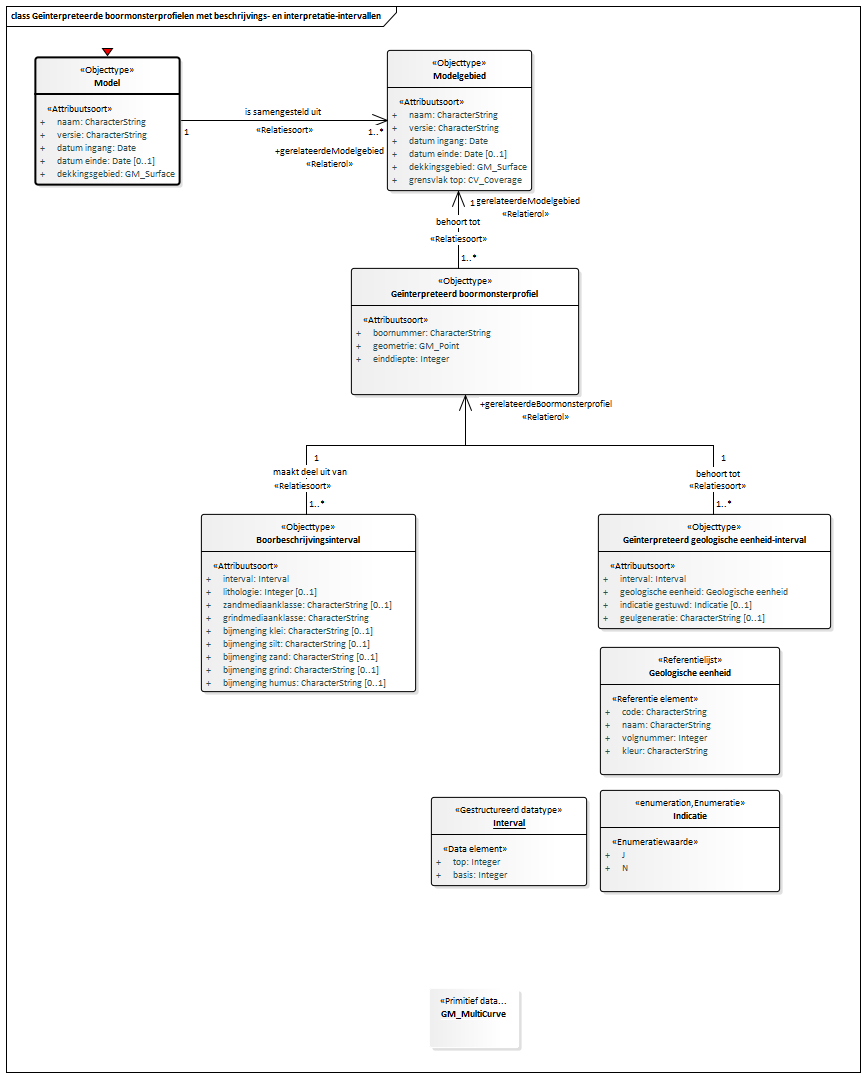 class Geïnterpreteerde boormonsterprofielen met beschrijvings- en interpretatie-intervallen
«Objecttype»
Model
«Attribuutsoort»
+ naam: CharacterString
+ versie: CharacterString
+ datum ingang: Date
+ datum einde: Date [0..1]
+ dekkingsgebied: GM_Surface
is samengesteld uit
«Relatiesoort»
1
1..*
+gerelateerdeModelgebied
«Relatierol»
«Objecttype»
Modelgebied
«Attribuutsoort»
+ naam: CharacterString
+ versie: CharacterString
+ datum ingang: Date
+ datum einde: Date [0..1]
+ dekkingsgebied: GM_Surface
+ grensvlak top: CV_Coverage
1
gerelateerdeModelgebied
«Relatierol»
behoort tot
«Relatiesoort»
1..*
«Objecttype»
Geïnterpreteerd boormonsterprofiel
«Attribuutsoort»
+ boornummer: CharacterString
+ geometrie: GM_Point
+ einddiepte: Integer
+gerelateerdeBoormonsterprofiel
«Relatierol»
1
maakt deel uit van
«Relatiesoort»
1..*
1
behoort tot
«Relatiesoort»
1..*
«Objecttype»
Boorbeschrijvingsinterval
«Attribuutsoort»
+ interval: Interval
+ lithologie: Integer [0..1]
+ zandmediaanklasse: CharacterString [0..1]
+ grindmediaanklasse: CharacterString
+ bijmenging klei: CharacterString [0..1]
+ bijmenging silt: CharacterString [0..1]
+ bijmenging zand: CharacterString [0..1]
+ bijmenging grind: CharacterString [0..1]
+ bijmenging humus: CharacterString [0..1]
«Objecttype»
Geïnterpreteerd geologische eenheid-interval
«Attribuutsoort»
+ interval: Interval
+ geologische eenheid: Geologische eenheid
+ indicatie gestuwd: Indicatie [0..1]
+ geulgeneratie: CharacterString [0..1]
«Referentielijst»
Geologische eenheid
«Referentie element»
+ code: CharacterString
+ naam: CharacterString
+ volgnummer: Integer
+ kleur: CharacterString
«Gestructureerd datatype»
Interval
«Data element»
+ top: Integer
+ basis: Integer
«enumeration,Enumeratie»
Indicatie
«Enumeratiewaarde»
+ J
+ N
«Primitief data...
GM_MultiCurve